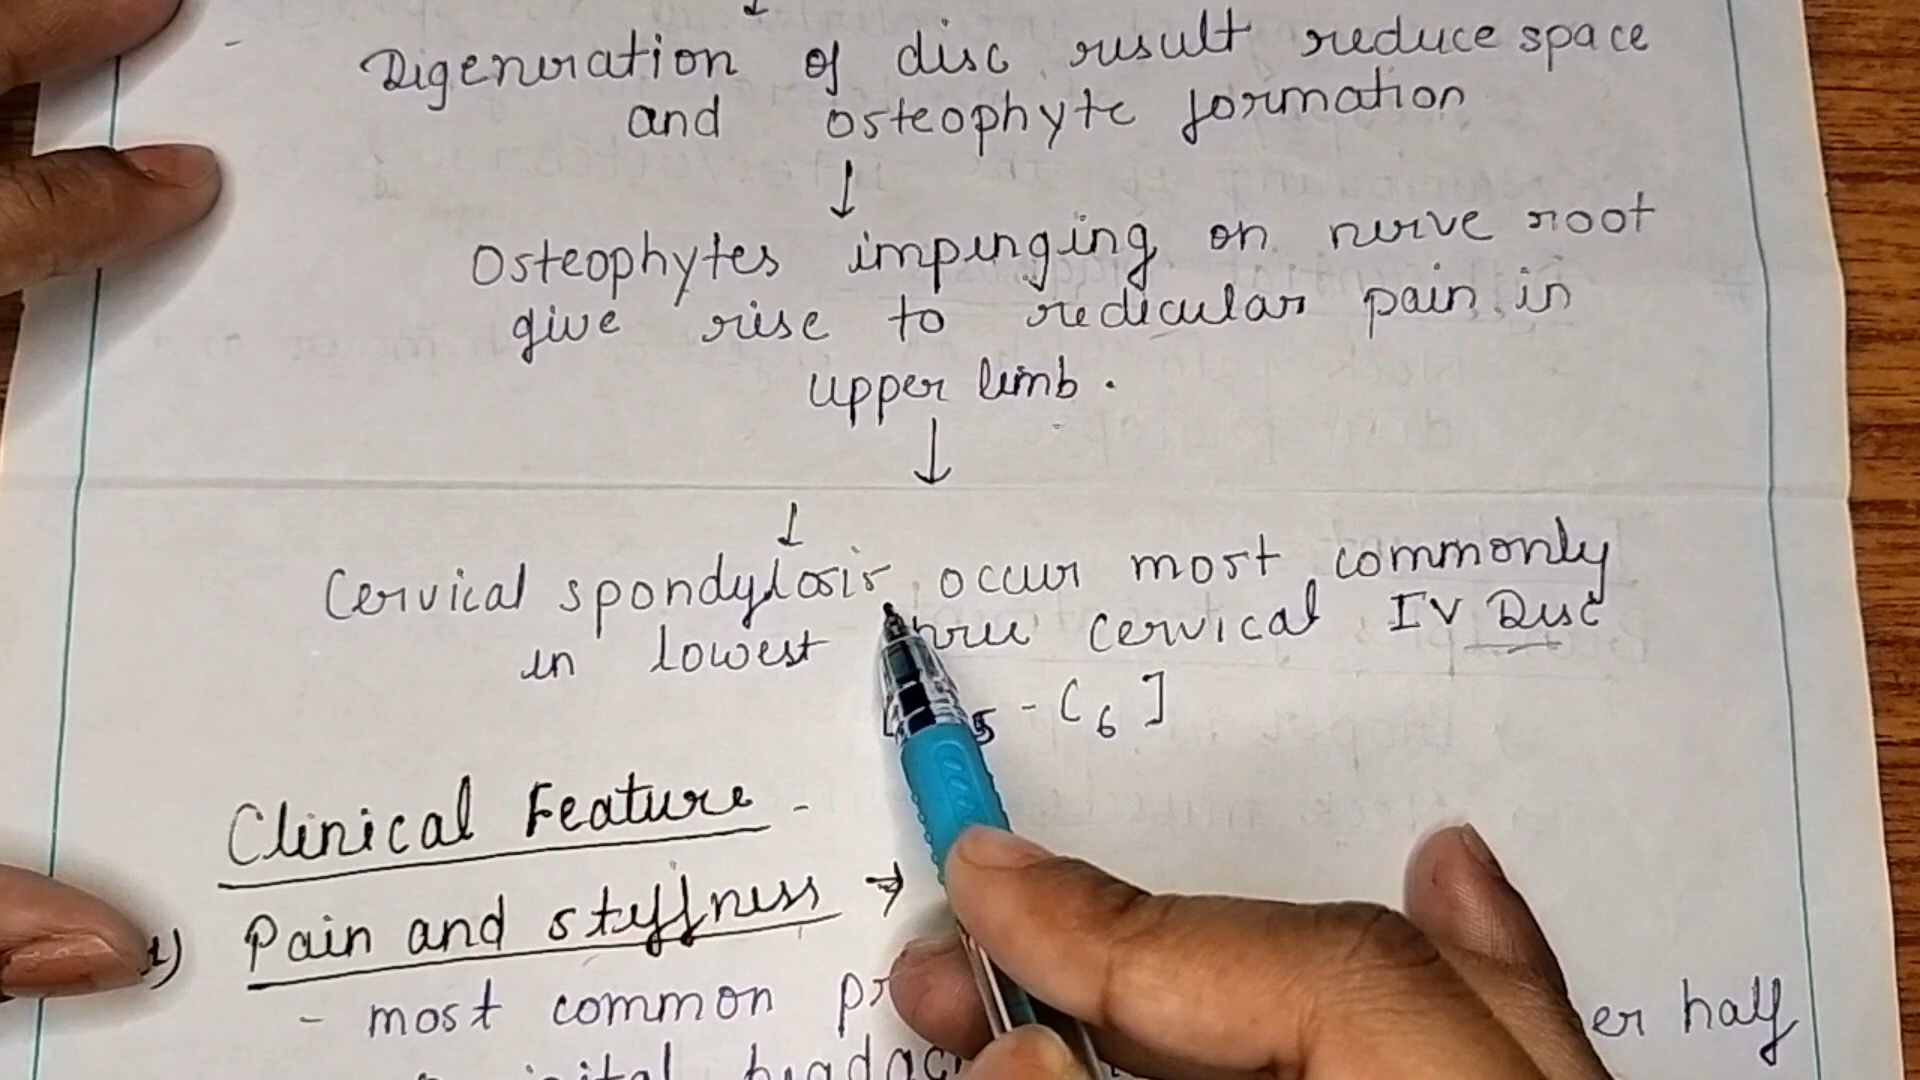 Digeneration of disc result reduce space
and osteophyte formation
↓
Osteophytes impinging on nerve root
give rise to redicular pain in
upper limb.
↓
↓
Cervical spondylosis occur most commonly
in lowest three cervical IV Disc
5 - C6]
Clinical Feature -
1) Pain and stiffness →
- most common er half